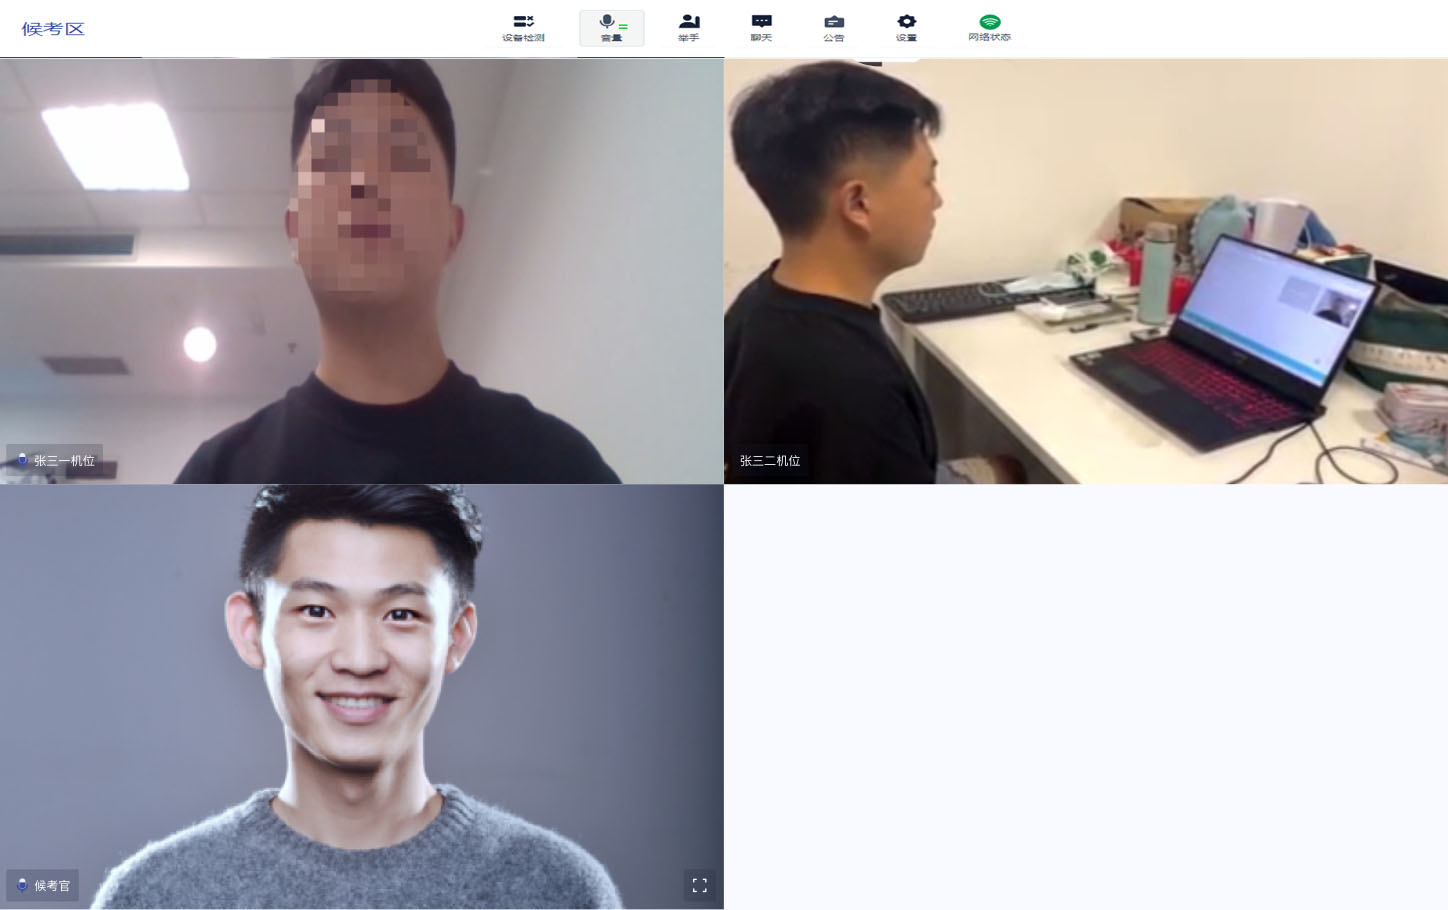 候考区
设备检测
音量
举手
聊天
公告
设置
网络状态
张三一机位
张三二机位
候考官